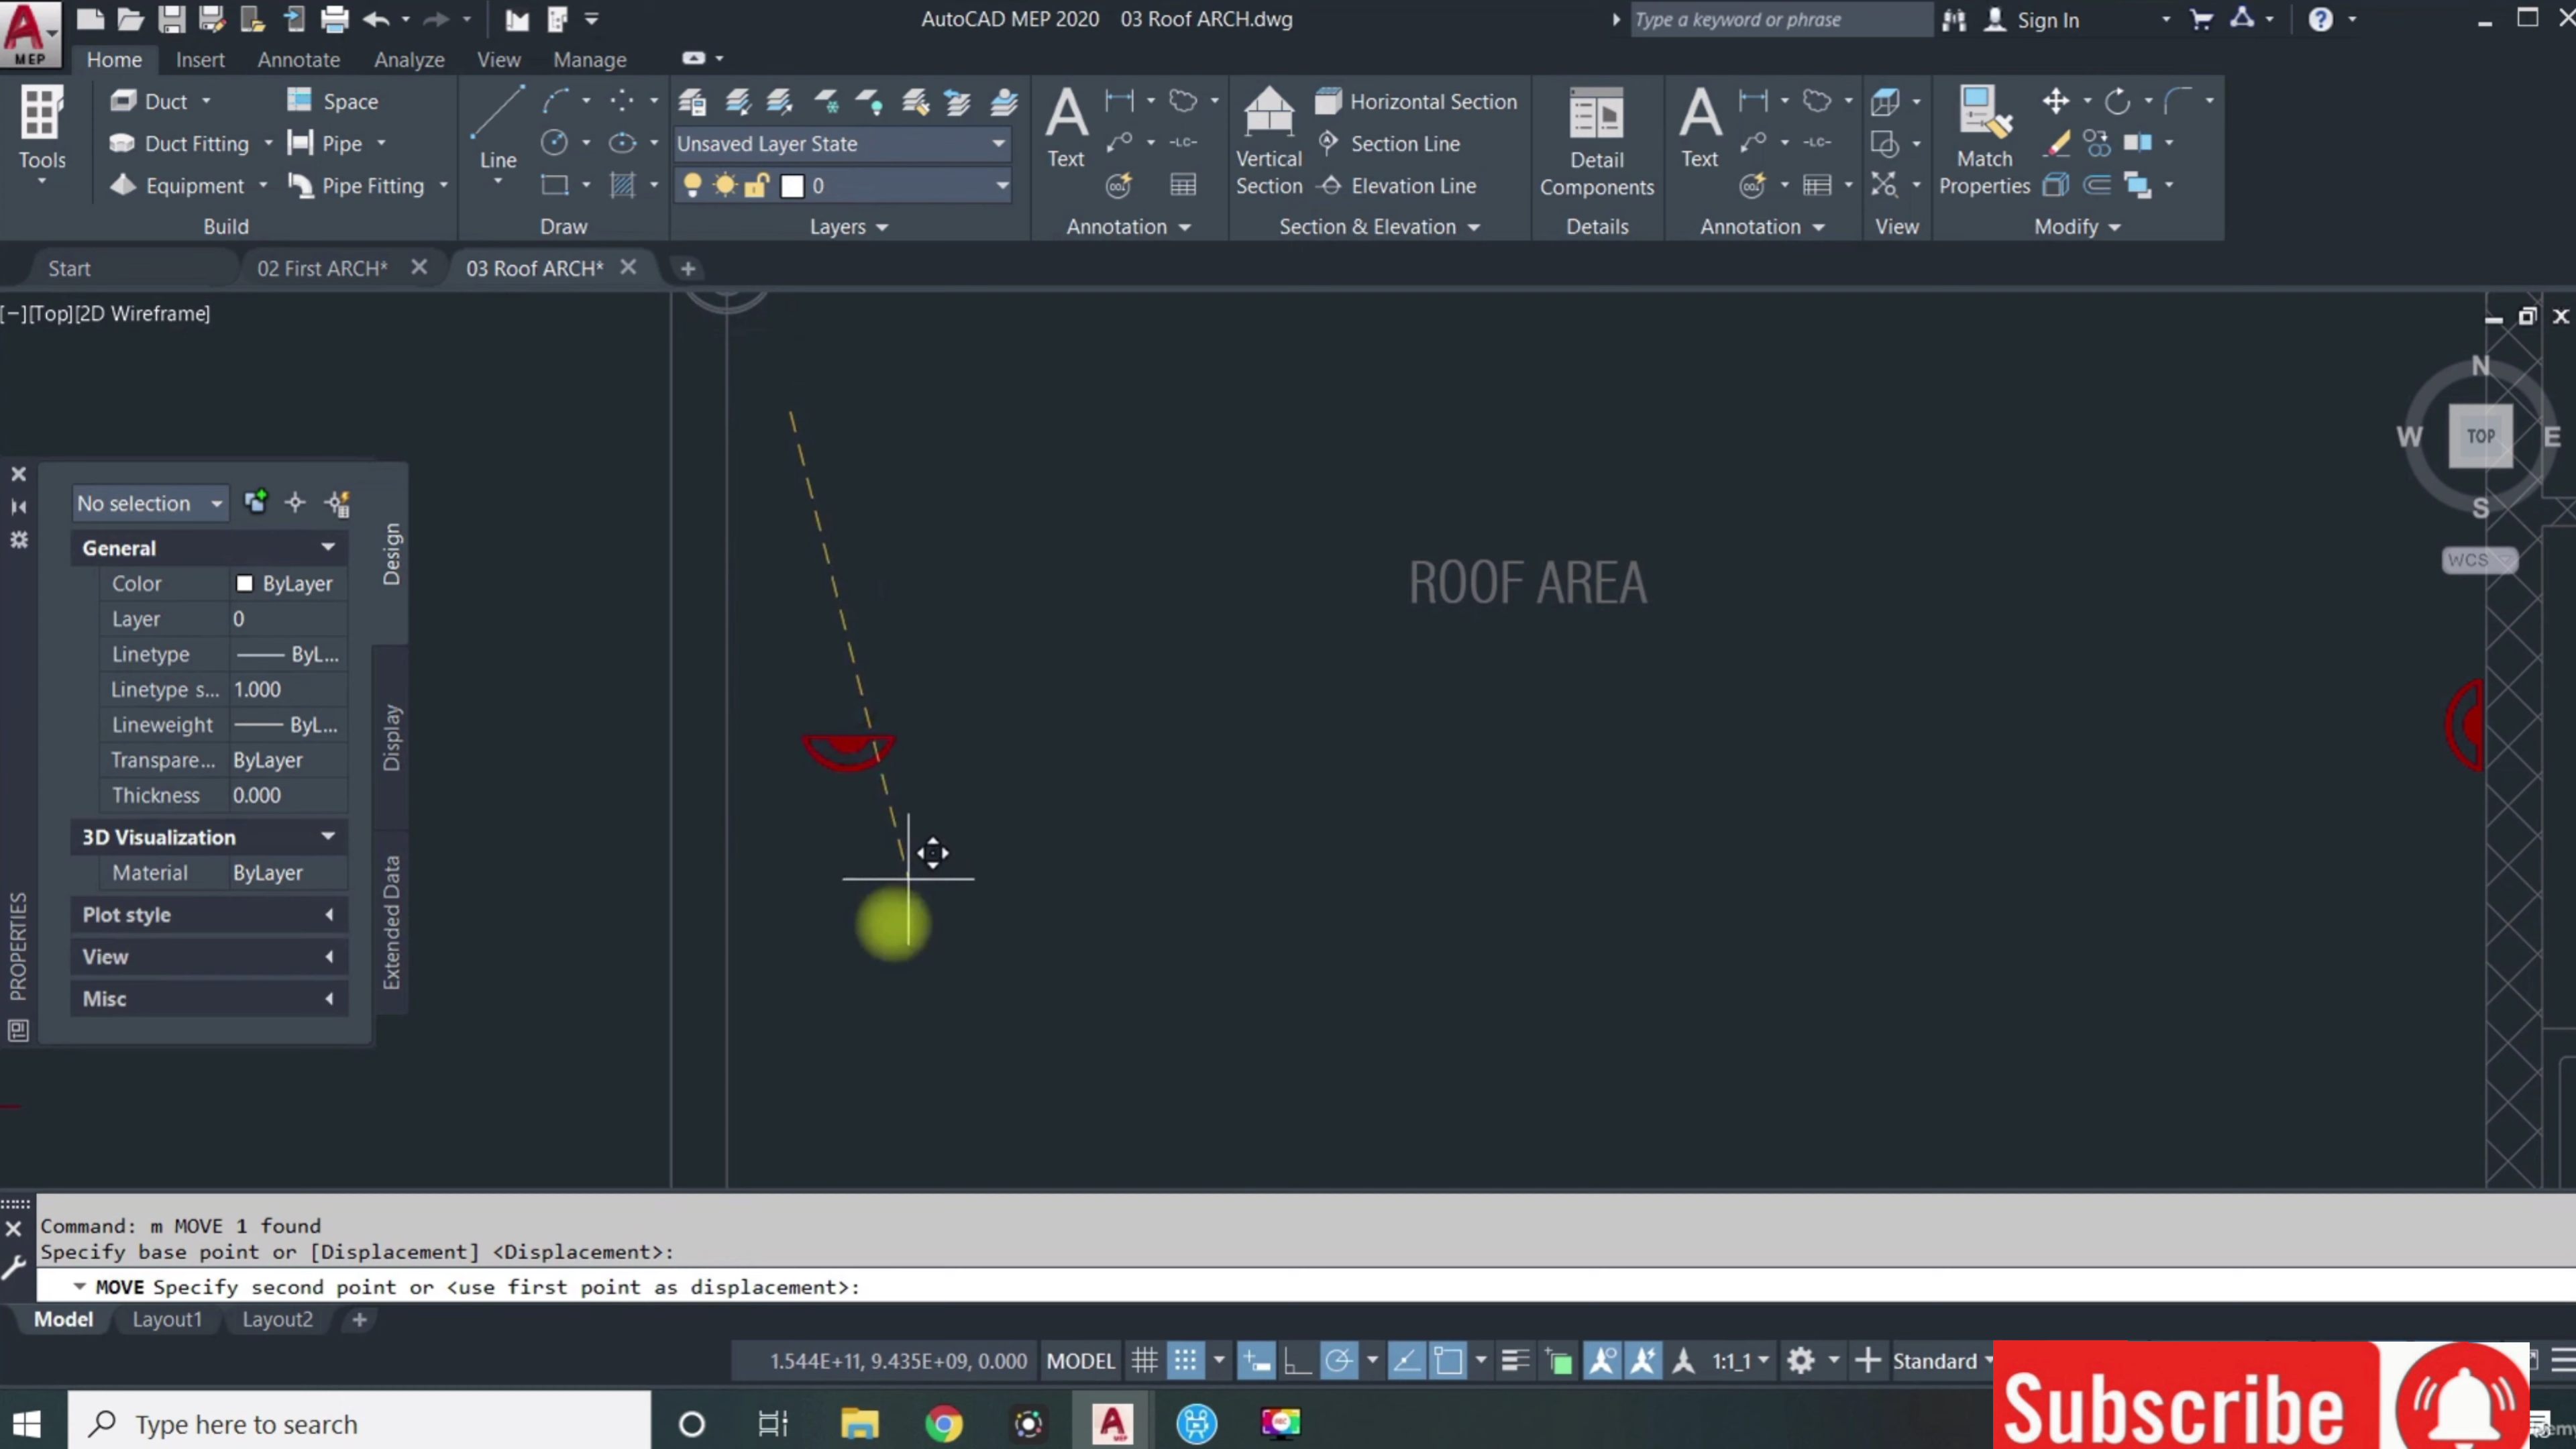 AutoCAD MEP 2020 03 Roof ARCH.dwg
Type a keyword or phrase
Sign In
MEP
Home Insert Annotate Analyze View Manage
Tools
Duct
Space
Duct Fitting
Pipe
Equipment
Pipe Fitting
Build
Line
Draw
Unsaved Layer State
0
Layers
Text
-LC-
Annotation
Vertical Section
Horizontal Section
Section Line
Elevation Line
Section & Elevation
Detail Components
Details
Text
-LC-
Annotation
View
Match Properties
Modify
Start
02 First ARCH*
03 Roof ARCH*
[−][Top][2D Wireframe]
N
W
TOP
E
S
WCS
ROOF AREA
No selection
General
Color ByLayer
Layer 0
Linetype ByL...
Linetype s... 1.000
Lineweight ByL...
Transpare... ByLayer
Thickness 0.000
3D Visualization
Material ByLayer
Plot style
View
Misc
Design
Display
Extended Data
PROPERTIES
Command: m MOVE 1 found
Specify base point or [Displacement] <Displacement>:
MOVE Specify second point or <use first point as displacement>:
Model Layout1 Layout2
1.544E+11, 9.435E+09, 0.000 MODEL
1:1_1
Standard
Type here to search
Subscribe